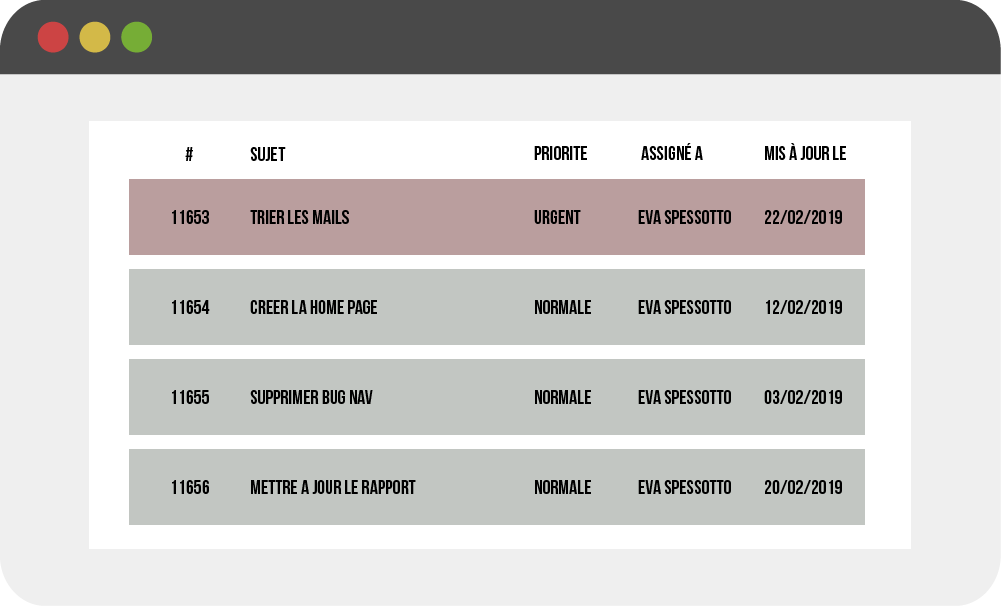 # SUJET PRIORITE ASSIGNÉ A MIS À JOUR LE
11653 TRIER LES MAILS URGENT EVA SPESSOTTO 22/02/2019
11654 CREER LA HOME PAGE NORMALE EVA SPESSOTTO 12/02/2019
11655 SUPPRIMER BUG NAV NORMALE EVA SPESSOTTO 03/02/2019
11656 METTRE A JOUR LE RAPPORT NORMALE EVA SPESSOTTO 20/02/2019